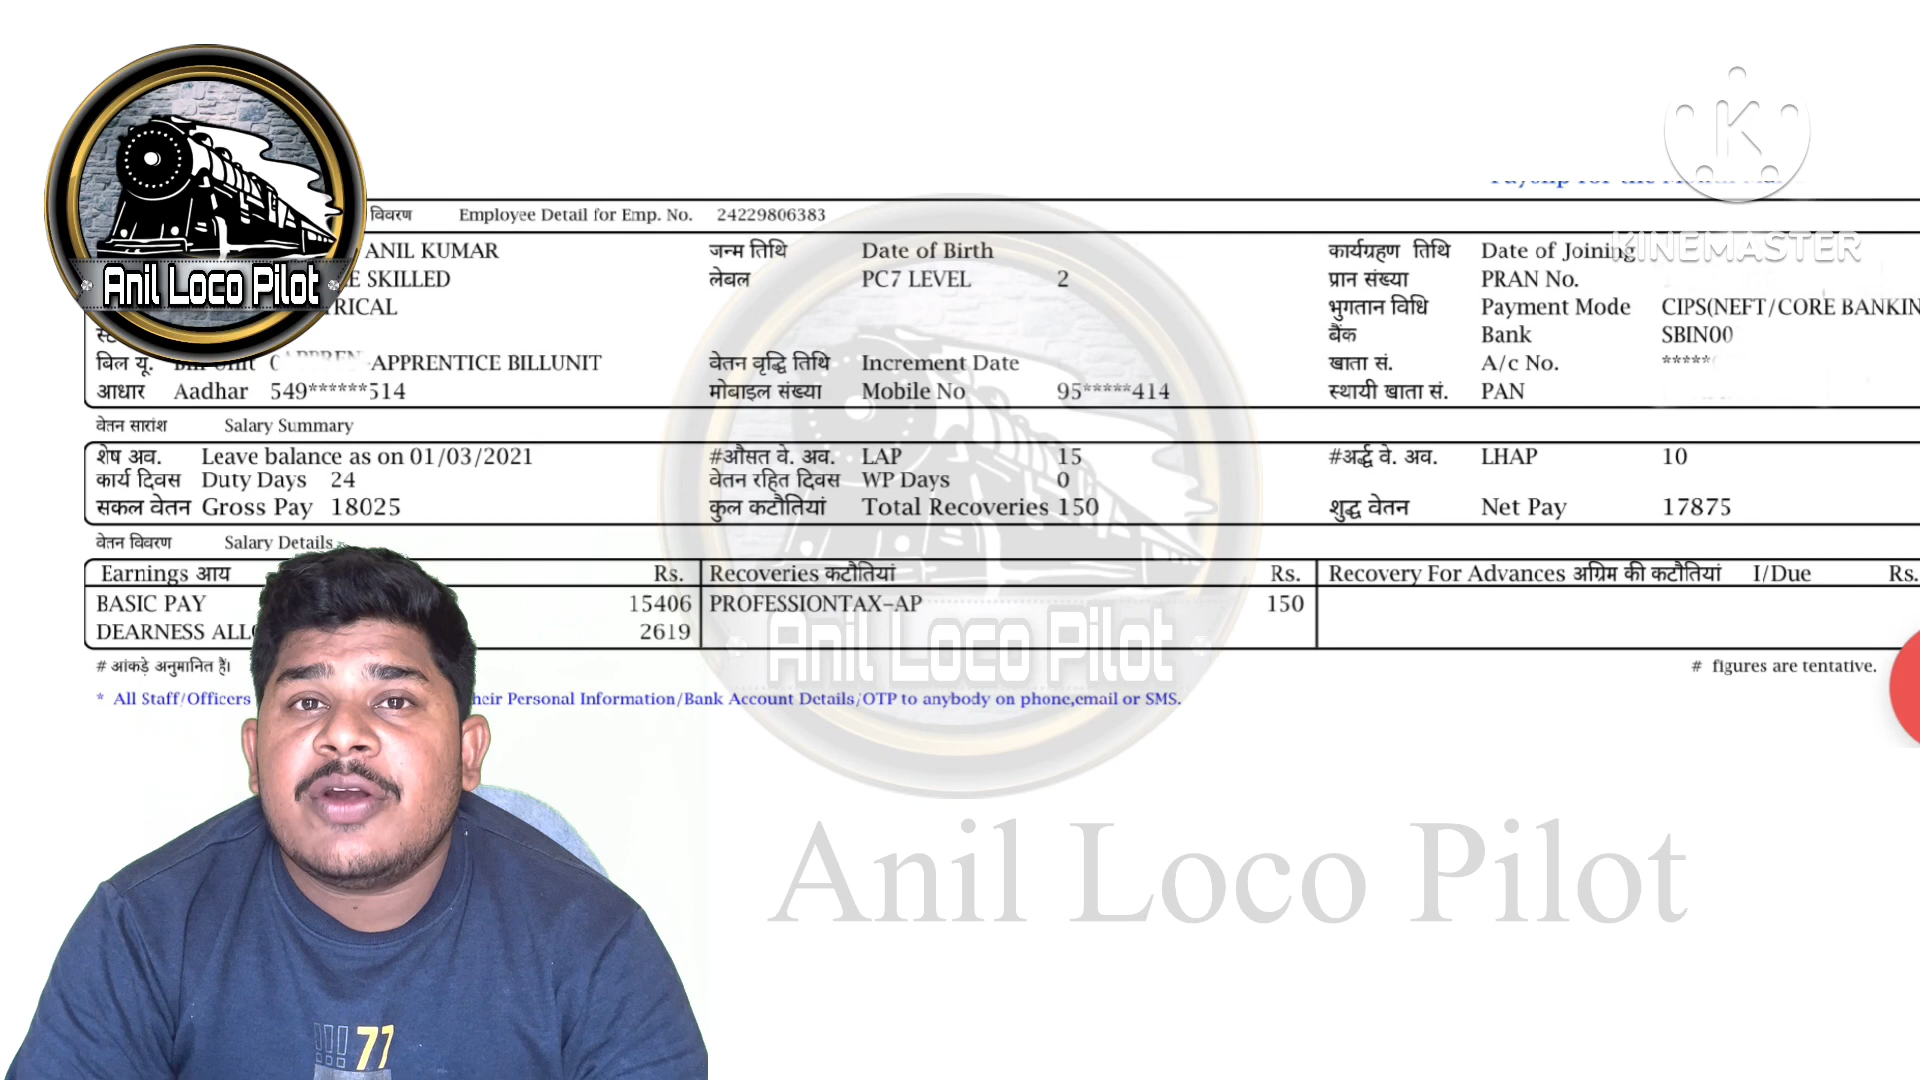 Anil Loco Pilot
KINEMASTER
विवरण Employee Detail for Emp. No. 24229806383
ANIL KUMAR जन्म तिथि Date of Birth कार्यग्रहण तिथि Date of Joining
SKILLED लेबल PC7 LEVEL 2 प्रान संख्या PRAN No.
भुगतान विधि Payment Mode CIPS(NEFT/CORE BANKIN
बैंक Bank SBIN00
बिल यू. APPRENTICE BILLUNIT वेतन वृद्धि तिथि Increment Date खाता सं. A/c No. *****
आधार Aadhar 549******514 मोबाइल संख्या Mobile No 95*****414 स्थायी खाता सं. PAN
वेतन सारांश Salary Summary
शेष अव. Leave balance as on 01/03/2021 #औसत वे. अव. LAP 15 #अर्द्ध वे. अव. LHAP 10
कार्य दिवस Duty Days 24 वेतन रहित दिवस WP Days 0
सकल वेतन Gross Pay 18025 कुल कटौतियां Total Recoveries 150 शुद्ध वेतन Net Pay 17875
वेतन विवरण Salary Details
Earnings आय Rs. Recoveries कटौतियां Rs. Recovery For Advances अग्रिम की कटौतियां I/Due Rs.
BASIC PAY 15406 PROFESSIONTAX-AP 150
DEARNESS 2619
# आंकड़े अनुमानित हैं। # figures are tentative.
* All Staff/Officers their Personal Information/Bank Account Details/OTP to anybody on phone,email or SMS.
Anil Loco Pilot
Anil Loco Pilot
77